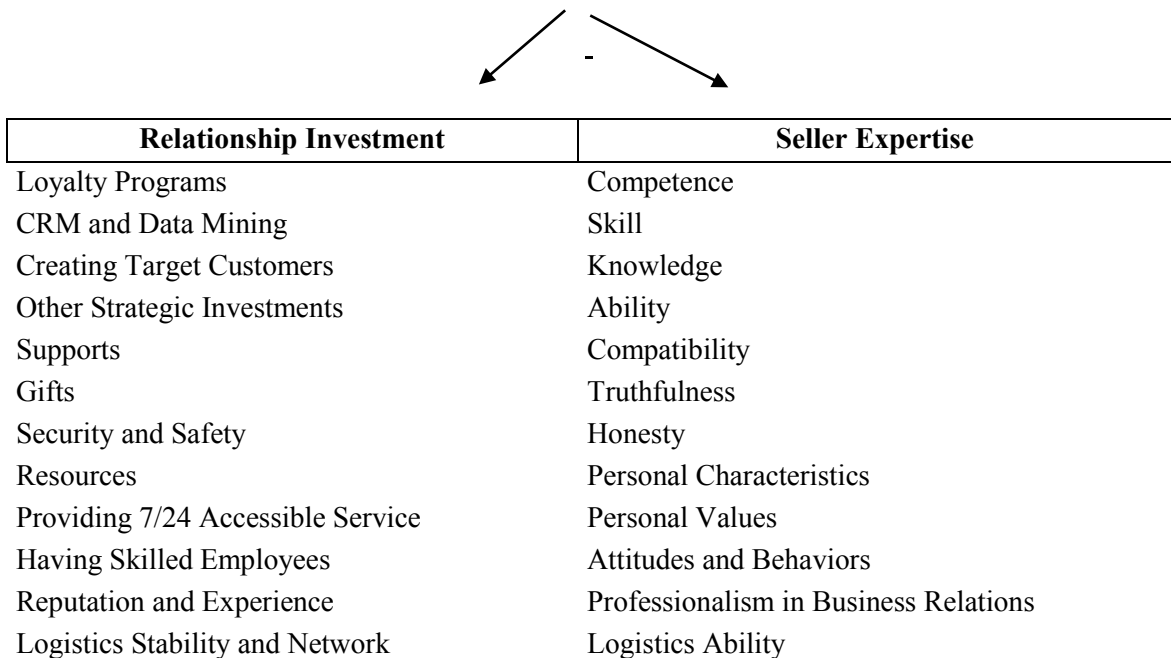 -
Relationship Investment Seller Expertise
Loyalty Programs Competence
CRM and Data Mining Skill
Creating Target Customers Knowledge
Other Strategic Investments Ability
Supports Compatibility
Gifts Truthfulness
Security and Safety Honesty
Resources Personal Characteristics
Providing 7/24 Accessible Service Personal Values
Having Skilled Employees Attitudes and Behaviors
Reputation and Experience Professionalism in Business Relations
Logistics Stability and Network Logistics Ability